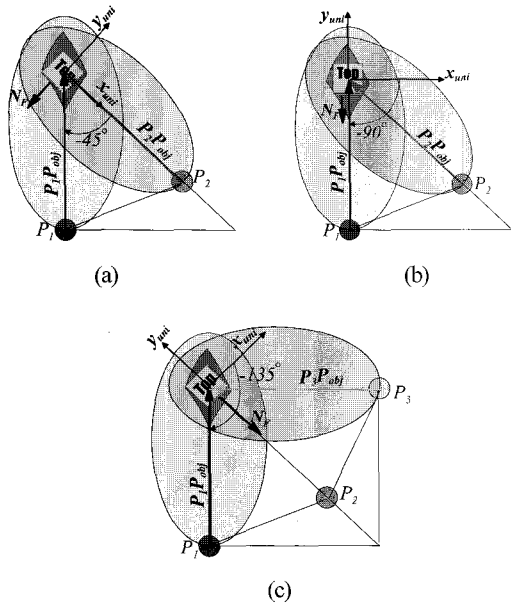 y_uni
Top
x_uni
N_F
-45°
P_1P_obj
P_2P_obj
P_2
P_1
(a)
y_uni
Top
x_uni
N_F
-90°
P_1P_obj
P_2P_obj
P_2
P_1
(b)
y_uni
x_uni
Top
-135°
P_3P_obj
P_3
N_F
P_1P_obj
P_2
P_1
(c)